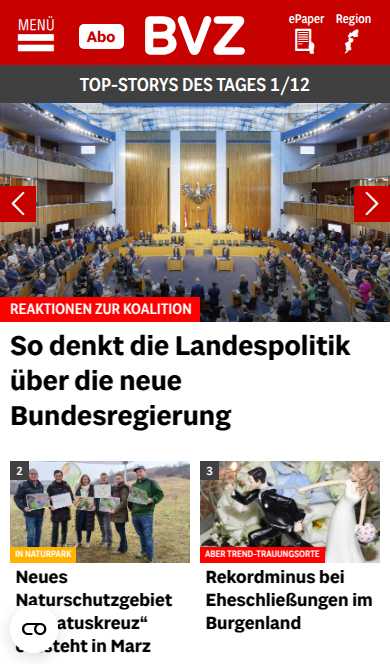 MENÜ
Abo
BVZ
ePaper
Region
TOP-STORYS DES TAGES 1/12
REAKTIONEN ZUR KOALITION
So denkt die Landespolitik
über die neue
Bundesregierung
2
IN NATURPARK
Neues
Naturschutzgebiet
atuskreuz“
steht in Marz
3
ABER TREND-TRAUUNGSORTE
Rekordminus bei
Eheschließungen im
Burgenland